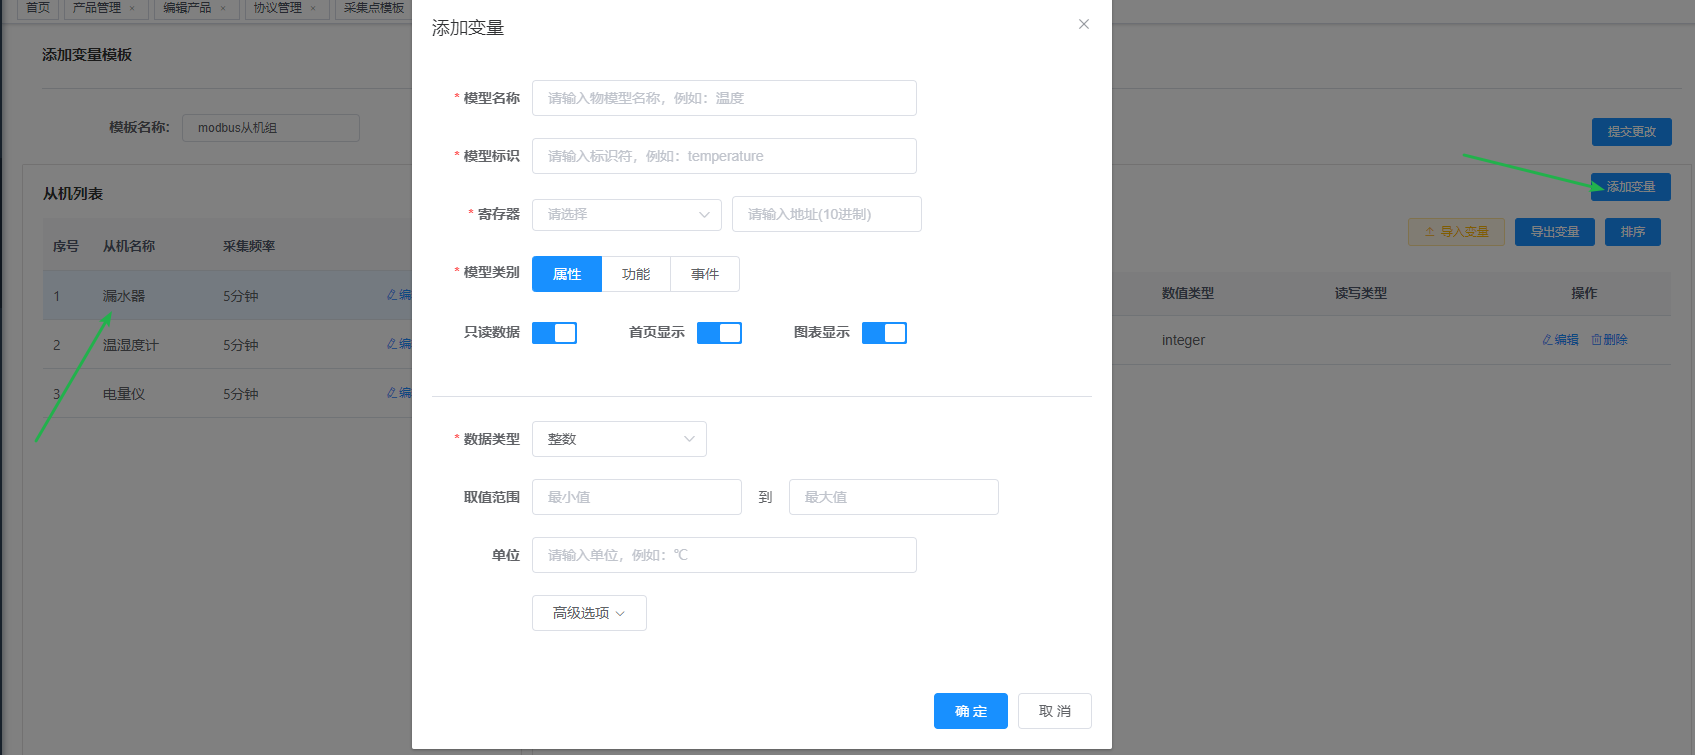 首页 产品管理 × 编辑产品 × 协议管理 × 采集点模板
添加变量模板
模板名称： modbus从机组
提交更改
从机列表
添加变量
导入变量 导出变量 排序
序号 从机名称 采集频率
1 漏水器 5分钟 编
2 温湿度计 5分钟 编
3 电量仪 5分钟 编
数值类型 读写类型 操作
integer 编辑 删除
添加变量
* 模型名称 请输入物模型名称，例如：温度
* 模型标识 请输入标识符，例如：temperature
* 寄存器 请选择 请输入地址(10进制)
* 模型类别 属性 功能 事件
只读数据 首页显示 图表显示
* 数据类型 整数
取值范围 最小值 到 最大值
单位 请输入单位，例如：℃
高级选项
确 定 取 消